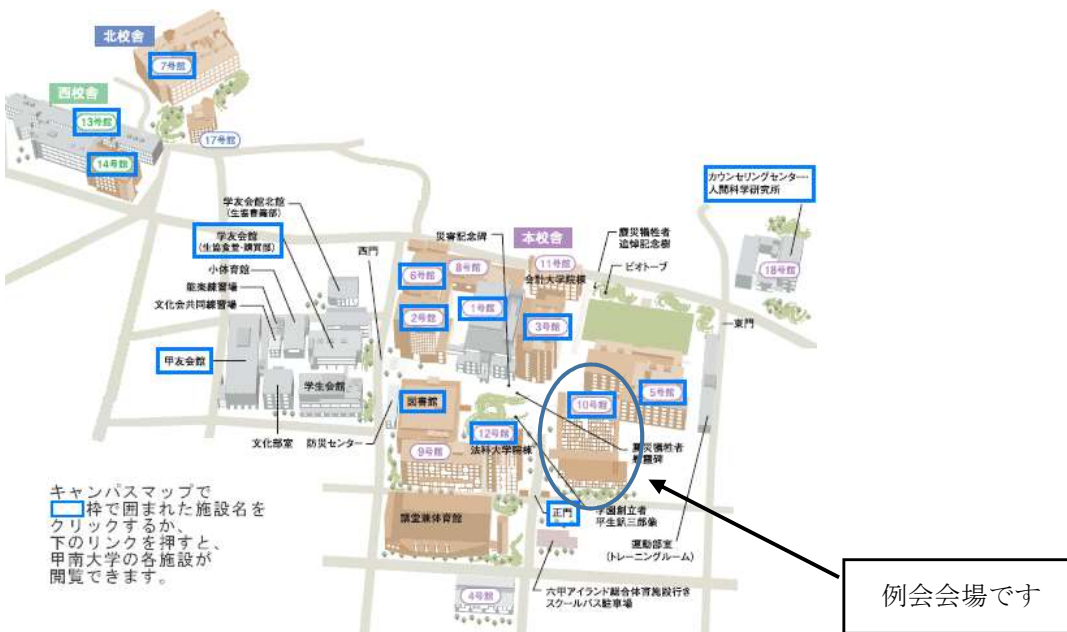 北校舎
7号館
西校舎
13号館
14号館
17号館
カウンセリングセンター・
人間科学研究所
18号館
学友会館北館
(生協書籍部)
学友会館
(生協食堂・購買部)
西門
災害記念碑
本校舎
震災犠牲者
追悼記念樹
小体育館
能楽練習場
文化会共同練習場
6号館
8号館
11号館
会計大学院棟
ビオトープ
2号館
1号館
3号館
東門
甲友会館
学生会館
図書館
10号館
5号館
文化部室
防災センター
12号館
法科大学院棟
9号館
震災犠牲者
慰霊碑
キャンパスマップで
枠で囲まれた施設名を
クリックするか、
下のリンクを押すと、
甲南大学の各施設が
閲覧できます。
講堂兼体育館
正門
学園創立者
平生釟三郎像
運動部室
(トレーニングルーム)
4号館
六甲アイランド総合体育施設行き
スクールバス駐車場
例会会場です